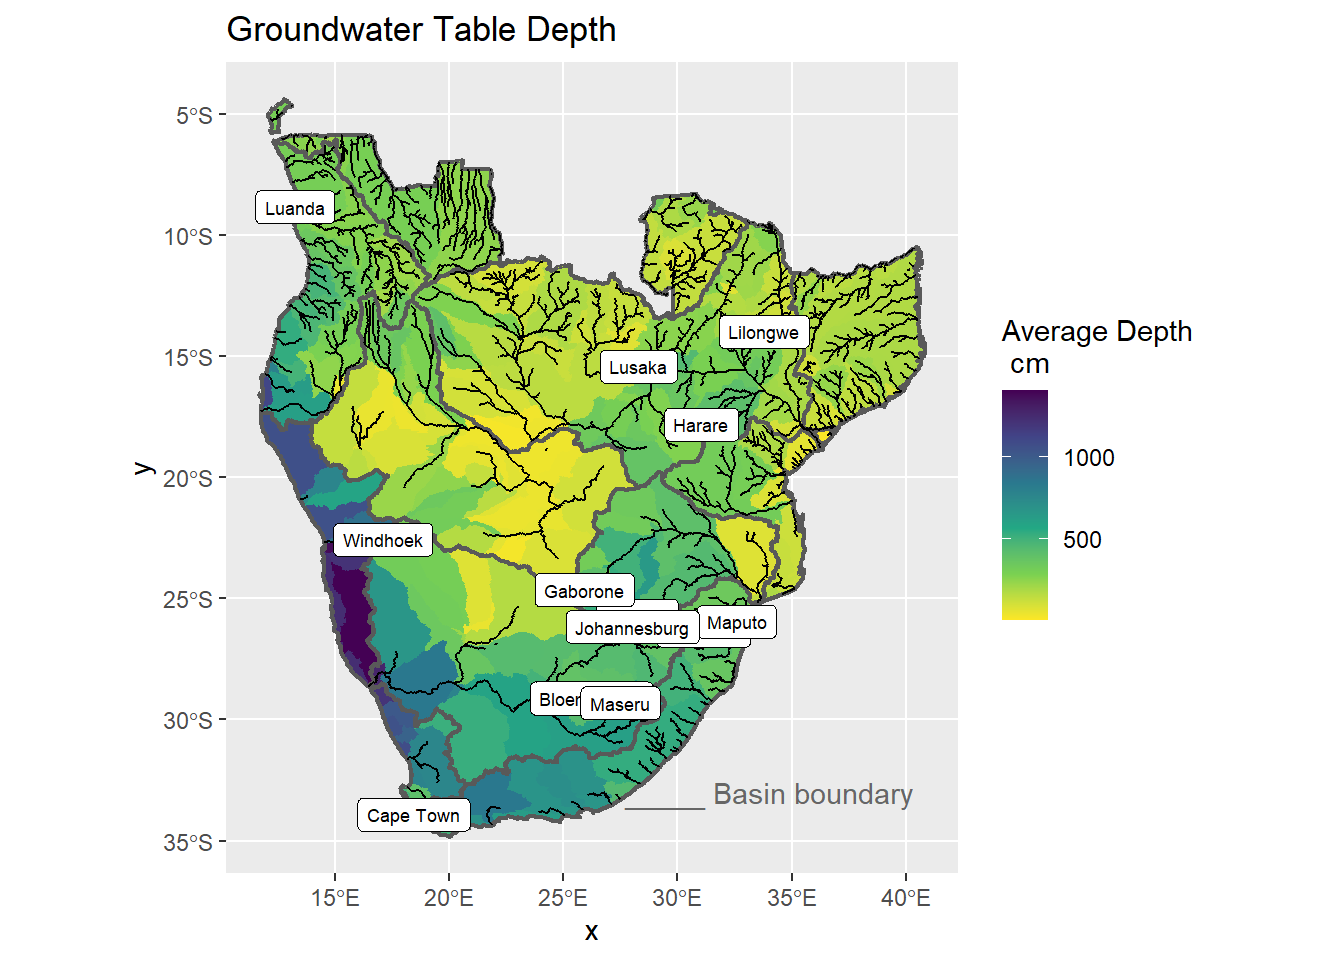 Groundwater Table Depth
5°S
10°S
15°S
20°S
25°S
30°S
35°S
y
Luanda
Lilongwe
Lusaka
Harare
Windhoek
Gaborone
Johannesburg
Maputo
Maseru
Cape Town
Basin boundary
15°E
20°E
25°E
30°E
35°E
40°E
x
Average Depth
cm
1000
500